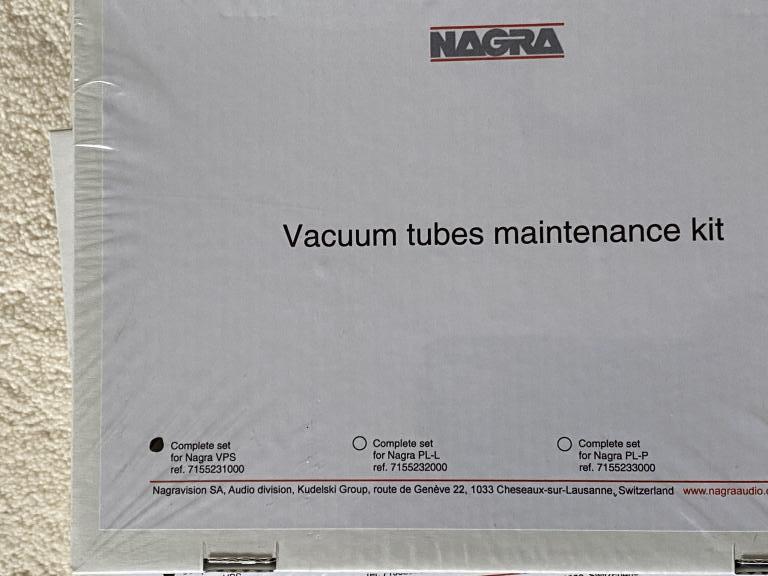 NAGRA
Vacuum tubes maintenance kit
Complete set
for Nagra VPS
ref. 7155231000
Complete set
for Nagra PL-L
ref. 7155232000
Complete set
for Nagra PL-P
ref. 7155233000
Nagravision SA, Audio division, Kudelski Group, route de Genève 22, 1033 Cheseaux-sur-Lausanne, Switzerland www.nagraaudio.